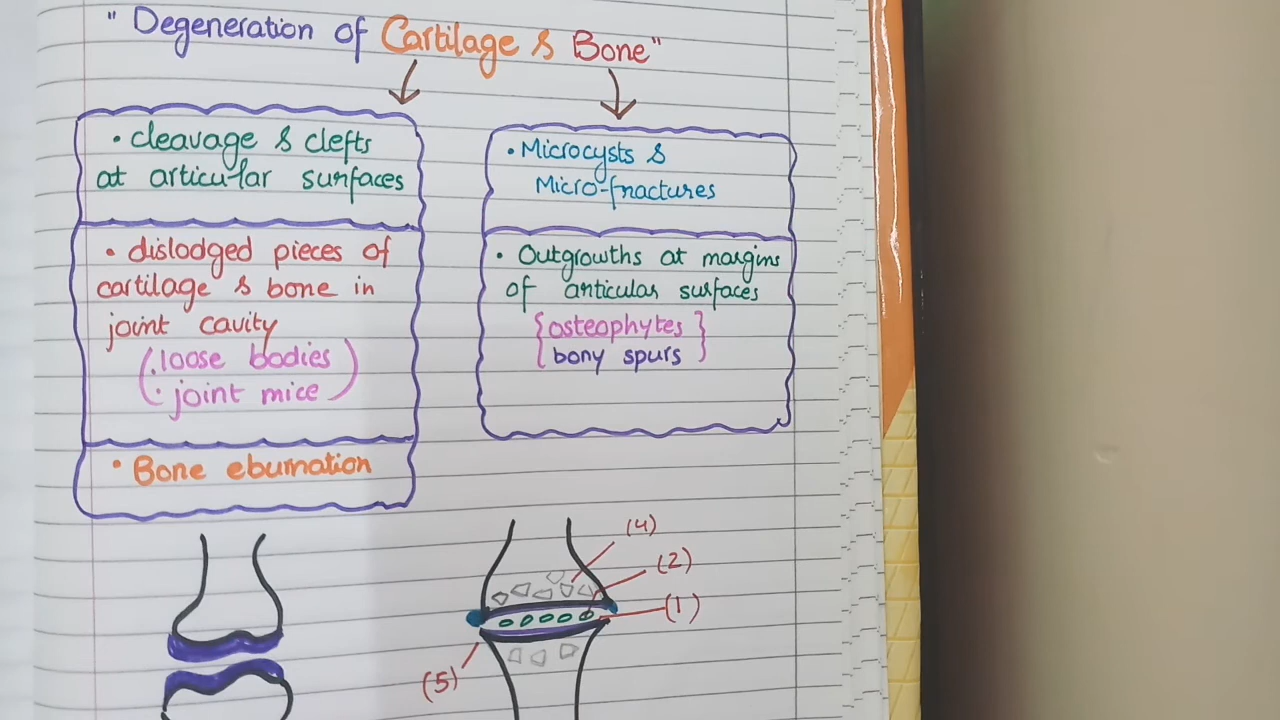 " Degeneration of Cartilage & Bone"
• cleavage & clefts
at articular surfaces
• dislodged pieces of
cartilage & bone in
joint cavity
(• loose bodies
• joint mice)
• Bone eburnation
• Microcysts &
Micro-fractures
• Outgrowths at margins
of articular surfaces
{osteophytes}
bony spurs
(4)
(2)
(1)
(5)